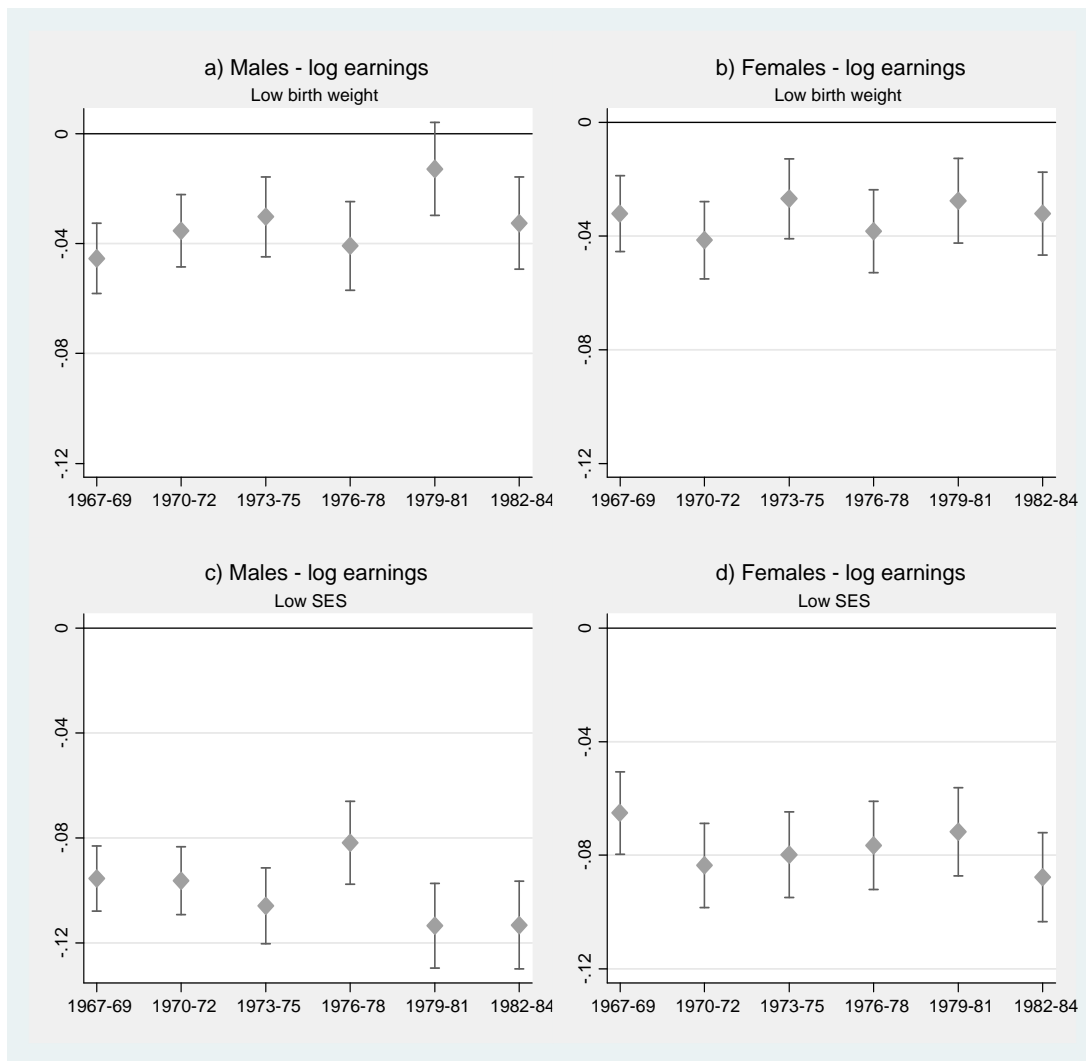 a) Males - log earnings
Low birth weight
0
-.04
-.08
-.12
1967-69 1970-72 1973-75 1976-78 1979-81 1982-84
b) Females - log earnings
Low birth weight
0
-.04
-.08
-.12
1967-69 1970-72 1973-75 1976-78 1979-81 1982-84
c) Males - log earnings
Low SES
0
-.04
-.08
-.12
1967-69 1970-72 1973-75 1976-78 1979-81 1982-84
d) Females - log earnings
Low SES
0
-.04
-.08
-.12
1967-69 1970-72 1973-75 1976-78 1979-81 1982-84